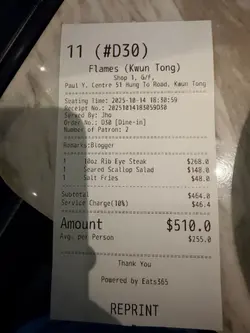 11 (#D30)
Flames (Kwun Tong)
Shop 1, G/F,
Paul Y. Centre 51 Hung To Road, Kwun Tong
Seating Time: 2025-10-14 18:30:59
Receipt No.: 20251014183059D30
Served By: Jho
Order No.: D30 [Dine-in]
Number of Patron: 2
Remarks:Blogger
1 10oz Rib Eye Steak $268.0
1 Seared Scallop Salad $148.0
1 Salt Fries $48.0
Subtotal $464.0
Service Charge(10%) $46.4
Amount $510.0
Avg. per Person $255.0
Thank You
Powered by Eats365
REPRINT